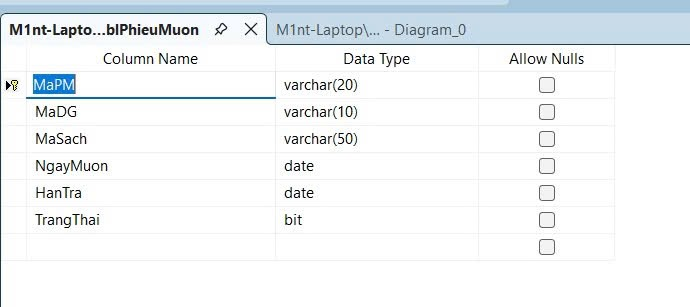 M1nt-Lapto...blPhieuMuon M1nt-Laptop\... - Diagram_0
Column Name Data Type Allow Nulls
MaPM varchar(20)
MaDG varchar(10)
MaSach varchar(50)
NgayMuon date
HanTra date
TrangThai bit